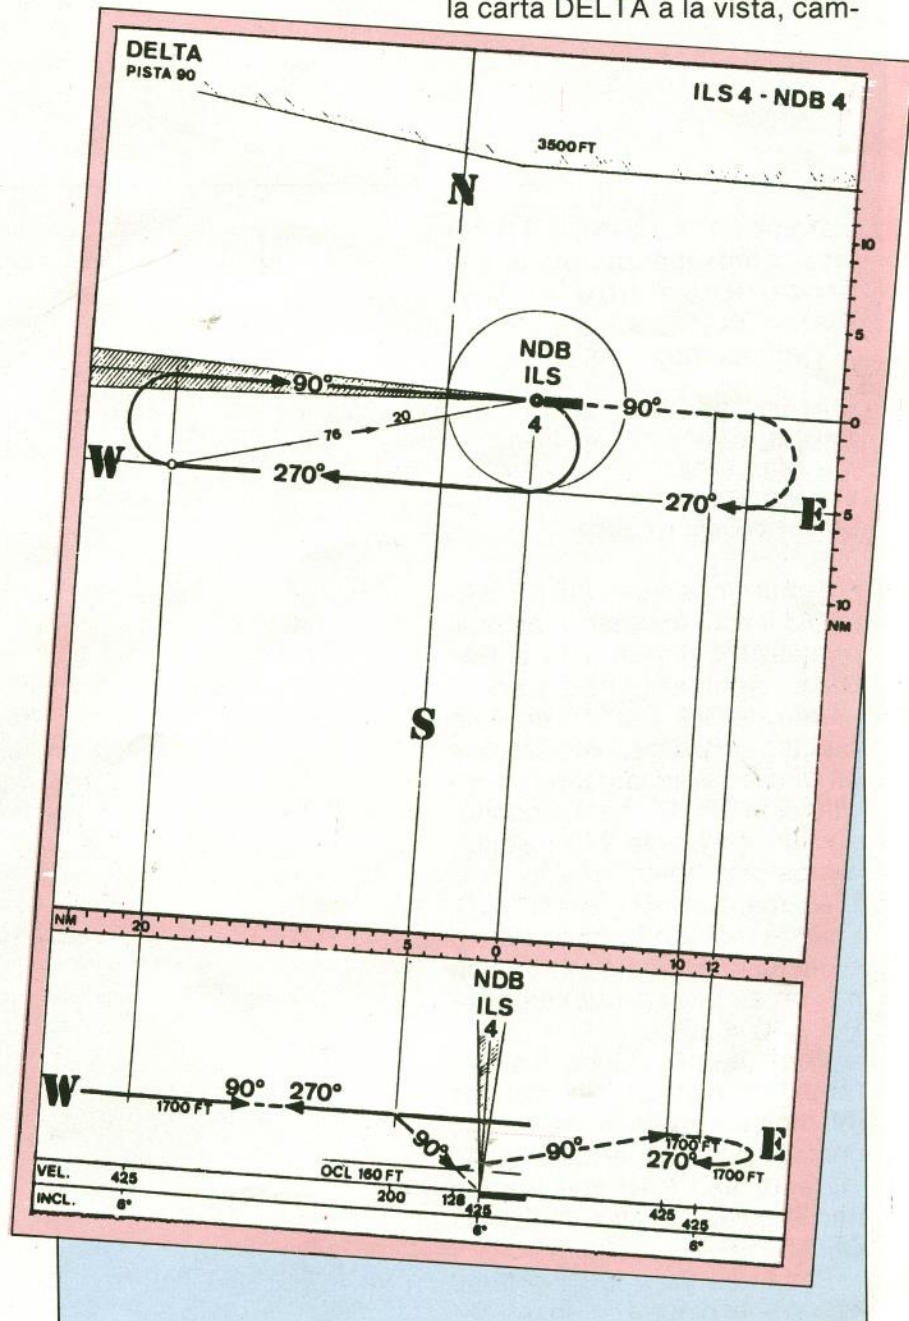 la carta DELTA a la vista, cam-
DELTA
PISTA 90
ILS 4 - NDB 4
3500 FT
N
10
5
NDB
ILS
4
90°
90°
0
76
20
W
270°
270°
E
5
10
NM
S
NM
20
5
0
10
12
NDB
ILS
4
W
90°
270°
1700 FT
90°
90°
1700 FT
270°
1700 FT
E
VEL.
425
OCL 160 FT
200
128
425
425
425
INCL.
6°
6°
6°